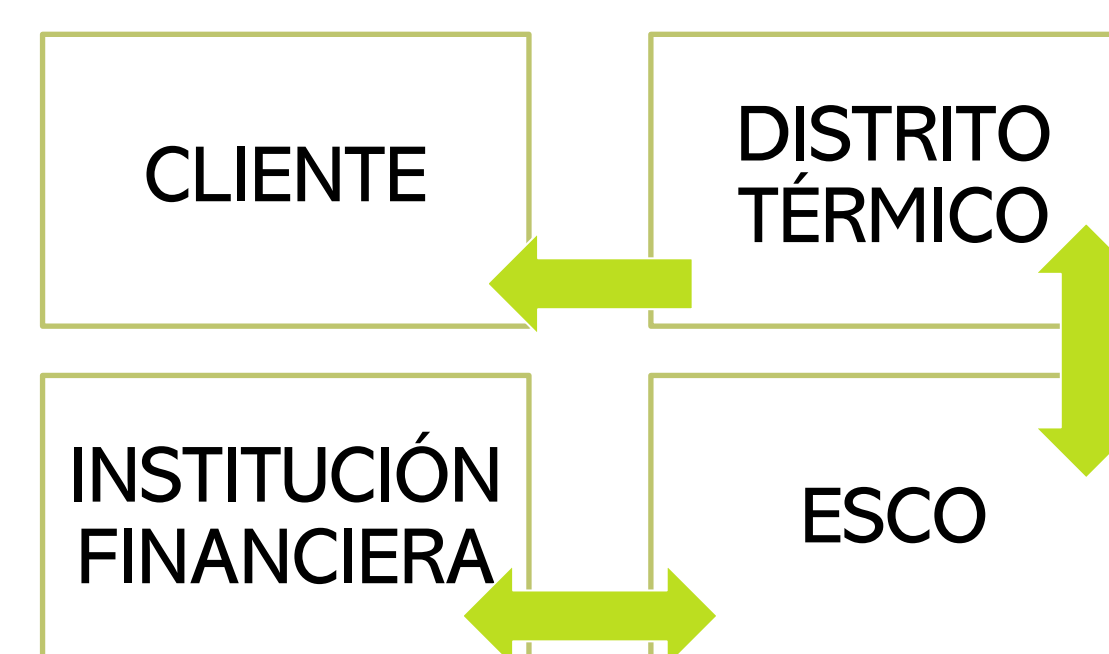 CLIENTE
DISTRITO
TÉRMICO
INSTITUCIÓN
FINANCIERA
ESCO